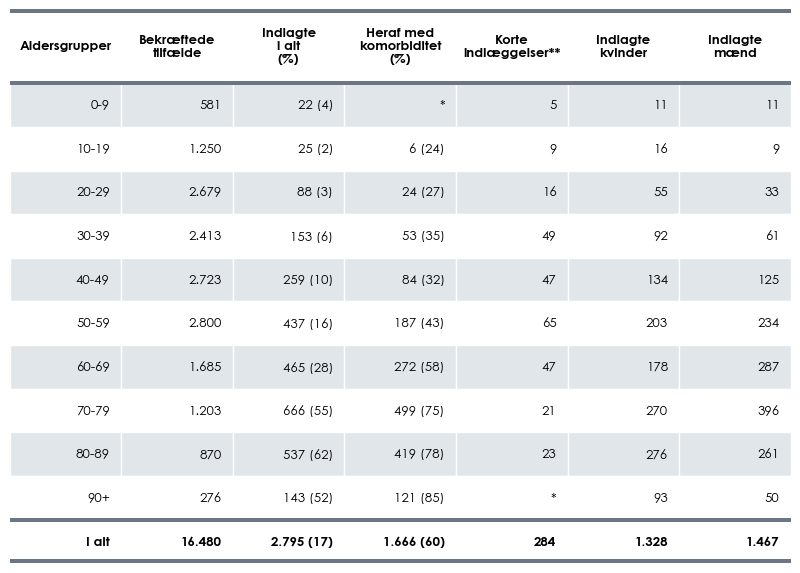 Aldersgrupper Bekræftede tilfælde Indlagte I alt (%) Heraf med komorbiditet (%) Korte indlæggelser** Indlagte kvinder Indlagte mænd
0-9 581 22 (4) * 5 11 11
10-19 1.250 25 (2) 6 (24) 9 16 9
20-29 2.679 88 (3) 24 (27) 16 55 33
30-39 2.413 153 (6) 53 (35) 49 92 61
40-49 2.723 259 (10) 84 (32) 47 134 125
50-59 2.800 437 (16) 187 (43) 65 203 234
60-69 1.685 465 (28) 272 (58) 47 178 287
70-79 1.203 666 (55) 499 (75) 21 270 396
80-89 870 537 (62) 419 (78) 23 276 261
90+ 276 143 (52) 121 (85) * 93 50
I alt 16.480 2.795 (17) 1.666 (60) 284 1.328 1.467